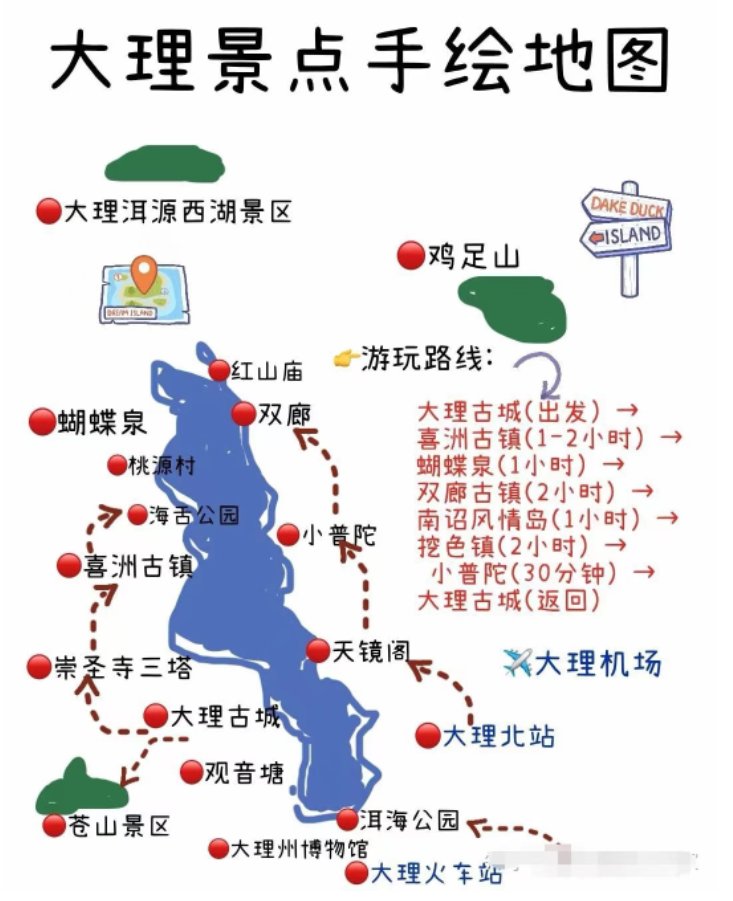 大理景点手绘地图
大理洱源西湖景区
DAKE DUCK
ISLAND
鸡足山
DREAM ISLAND
游玩路线：
红山庙
双廊
蝴蝶泉
桃源村
海舌公园
小普陀
喜洲古镇
大理古城(出发) →
喜洲古镇(1-2小时) →
蝴蝶泉(1小时) →
双廊古镇(2小时) →
南诏风情岛(1小时) →
挖色镇(2小时) →
小普陀(30分钟) →
大理古城(返回)
天镜阁
崇圣寺三塔
大理机场
大理古城
大理北站
观音塘
苍山景区
洱海公园
大理州博物馆
大理火车站